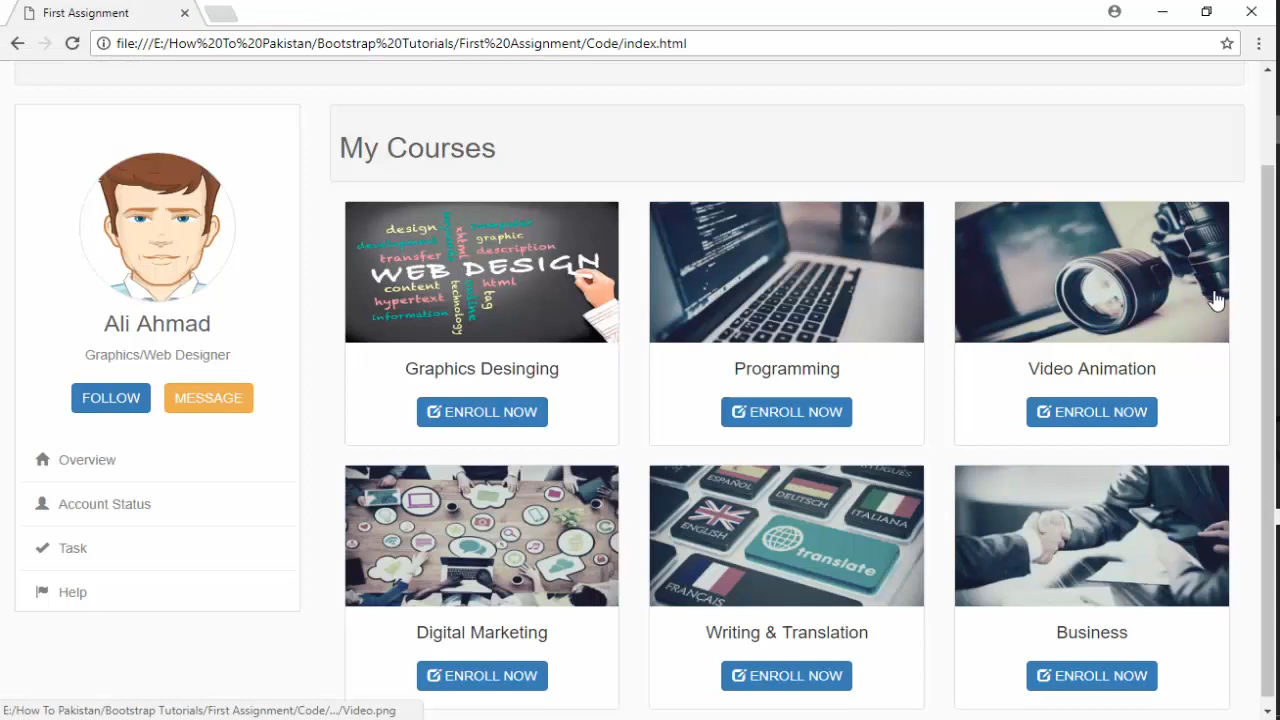 First Assignment
file:///E:/How%20To%20Pakistan/Bootstrap%20Tutorials/First%20Assignment/Code/index.html
My Courses
Ali Ahmad
Graphics/Web Designer
FOLLOW MESSAGE
Overview
Account Status
Task
Help
design
graphic
description
transfer
WEB DESIGN
content
html
hypertext
tag
information
technology
online
xhtml
Graphics Desinging
ENROLL NOW
Programming
ENROLL NOW
Video Animation
ENROLL NOW
Digital Marketing
ENROLL NOW
ESPAÑOL
DEUTSCH
ITALIANA
ENGLISH
translate
FRANÇAIS
Writing & Translation
ENROLL NOW
Business
ENROLL NOW
E:/How To Pakistan/Bootstrap Tutorials/First Assignment/Code/.../Video.png